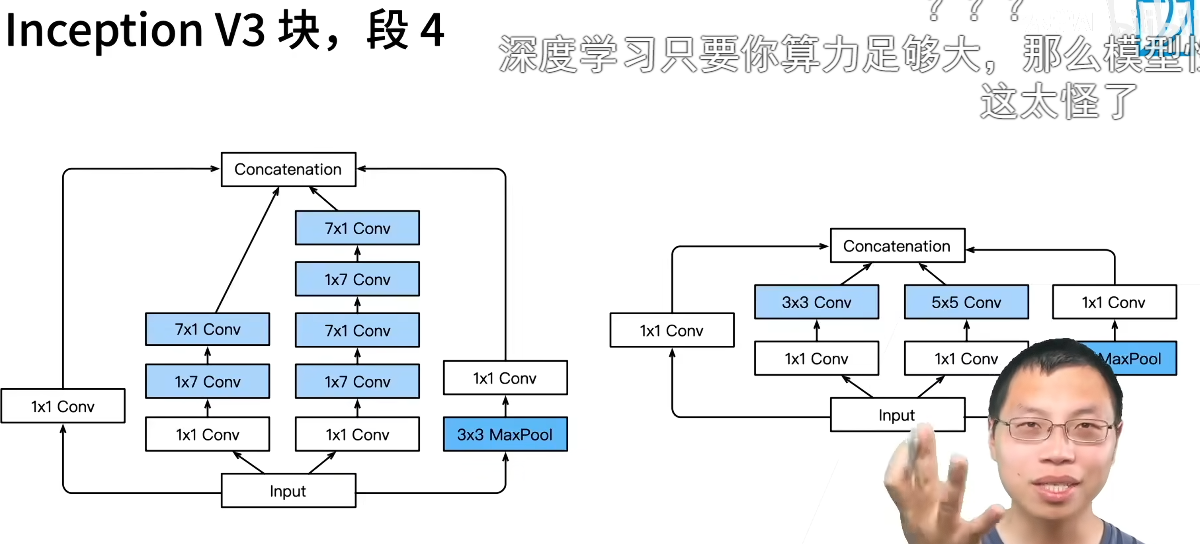 Inception V3 块，段 4
? ? ?
深度学习只要你算力足够大，那么模型
这太怪了
Concatenation
7x1 Conv
1x7 Conv
7x1 Conv
7x1 Conv
1x7 Conv
1x7 Conv
1x1 Conv
1x1 Conv
1x1 Conv
1x1 Conv
3x3 MaxPool
Input
Concatenation
3x3 Conv
5x5 Conv
1x1 Conv
1x1 Conv
1x1 Conv
1x1 Conv
MaxPool
Input